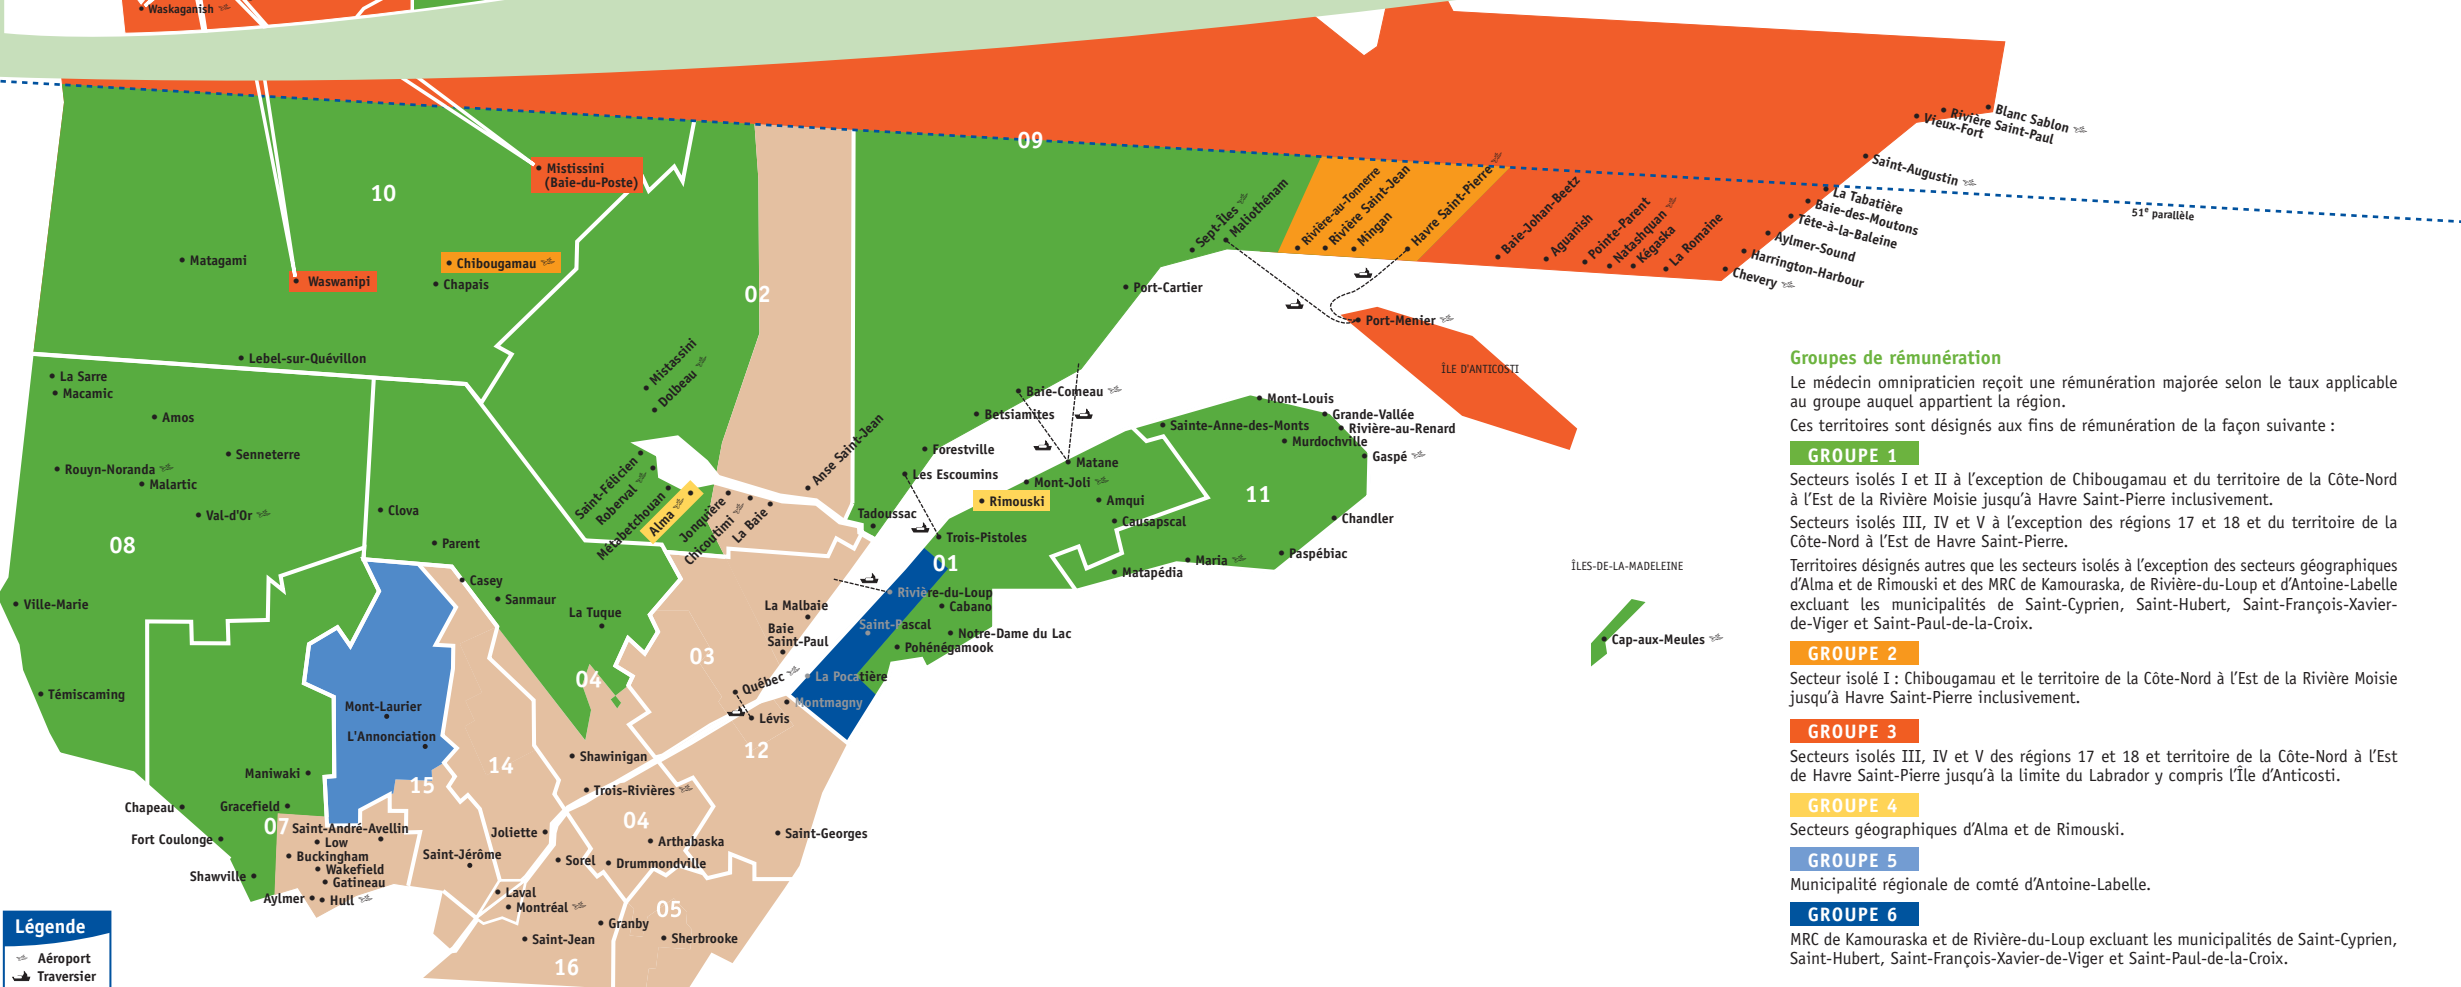 Waskaganish
09
Blanc Sablon
Rivière Saint-Paul
Vieux-Fort
Saint-Augustin
51e parallèle
La Tabatière
Baie-des-Moutons
Tête-à-la-Baleine
Aylmer-Sound
Harrington-Harbour
Chevery
10
Mistissini
(Baie-du-Poste)
Matagami
Waswanipi
Chibougamau
Chapais
Lebel-sur-Quévillon
02
Mistassini
Dolbeau
Sept-Îles
Maliothénam
Rivière-au-Tonnerre
Rivière Saint-Jean
Mingan
Havre Saint-Pierre
Baie-Johan-Beetz
Aguanish
Pointe-Parent
Natashquan
Kégaska
La Romaine
Port-Cartier
Port-Menier
ÎLE D'ANTICOSTI
La Sarre
Macamic
Amos
Senneterre
Rouyn-Noranda
Malartic
Val-d'Or
08
Clova
Parent
Ville-Marie
Témiscaming
Saint-Félicien
Roberval
Métabetchouan
Alma
Jonquière
Chicoutimi
La Baie
Anse Saint-Jean
Baie-Comeau
Betsiamites
Forestville
Les Escoumins
Tadoussac
Mont-Louis
Grande-Vallée
Rivière-au-Renard
Sainte-Anne-des-Monts
Murdochville
Gaspé
Matane
Mont-Joli
Rimouski
Amqui
11
Causapscal
Chandler
Trois-Pistoles
Paspébiac
Maria
Matapédia
01
Rivière-du-Loup
Cabano
Saint-Pascal
Notre-Dame du Lac
Pohénégamook
La Pocatière
Montmagny
ÎLES-DE-LA-MADELEINE
Cap-aux-Meules
Casey
Sanmaur
La Tuque
La Malbaie
Baie
Saint-Paul
03
04
Québec
Lévis
12
Mont-Laurier
L'Annonciation
Maniwaki
15
14
Shawinigan
Trois-Rivières
Chapeau
Gracefield
07
Saint-André-Avellin
Fort Coulonge
Low
Buckingham
Wakefield
Gatineau
Shawville
Aylmer
Hull
Joliette
Saint-Jérôme
Sorel
04
Arthabaska
Drummondville
Saint-Georges
Laval
Montréal
Granby
05
Saint-Jean
Sherbrooke
16
Légende
Aéroport
Traversier
Groupes de rémunération
Le médecin omnipraticien reçoit une rémunération majorée selon le taux applicable
au groupe auquel appartient la région.
Ces territoires sont désignés aux fins de rémunération de la façon suivante :
GROUPE 1
Secteurs isolés I et II à l'exception de Chibougamau et du territoire de la Côte-Nord
à l'Est de la Rivière Moisie jusqu'à Havre Saint-Pierre inclusivement.
Secteurs isolés III, IV et V à l'exception des régions 17 et 18 et du territoire de la
Côte-Nord à l'Est de Havre Saint-Pierre.
Territoires désignés autres que les secteurs isolés à l'exception des secteurs géographiques
d'Alma et de Rimouski et des MRC de Kamouraska, de Rivière-du-Loup et d'Antoine-Labelle
excluant les municipalités de Saint-Cyprien, Saint-Hubert, Saint-François-Xavier-
de-Viger et Saint-Paul-de-la-Croix.
GROUPE 2
Secteur isolé I : Chibougamau et le territoire de la Côte-Nord à l'Est de la Rivière Moisie
jusqu'à Havre Saint-Pierre inclusivement.
GROUPE 3
Secteurs isolés III, IV et V des régions 17 et 18 et territoire de la Côte-Nord à l'Est
de Havre Saint-Pierre jusqu'à la limite du Labrador y compris l'Île d'Anticosti.
GROUPE 4
Secteurs géographiques d'Alma et de Rimouski.
GROUPE 5
Municipalité régionale de comté d'Antoine-Labelle.
GROUPE 6
MRC de Kamouraska et de Rivière-du-Loup excluant les municipalités de Saint-Cyprien,
Saint-Hubert, Saint-François-Xavier-de-Viger et Saint-Paul-de-la-Croix.